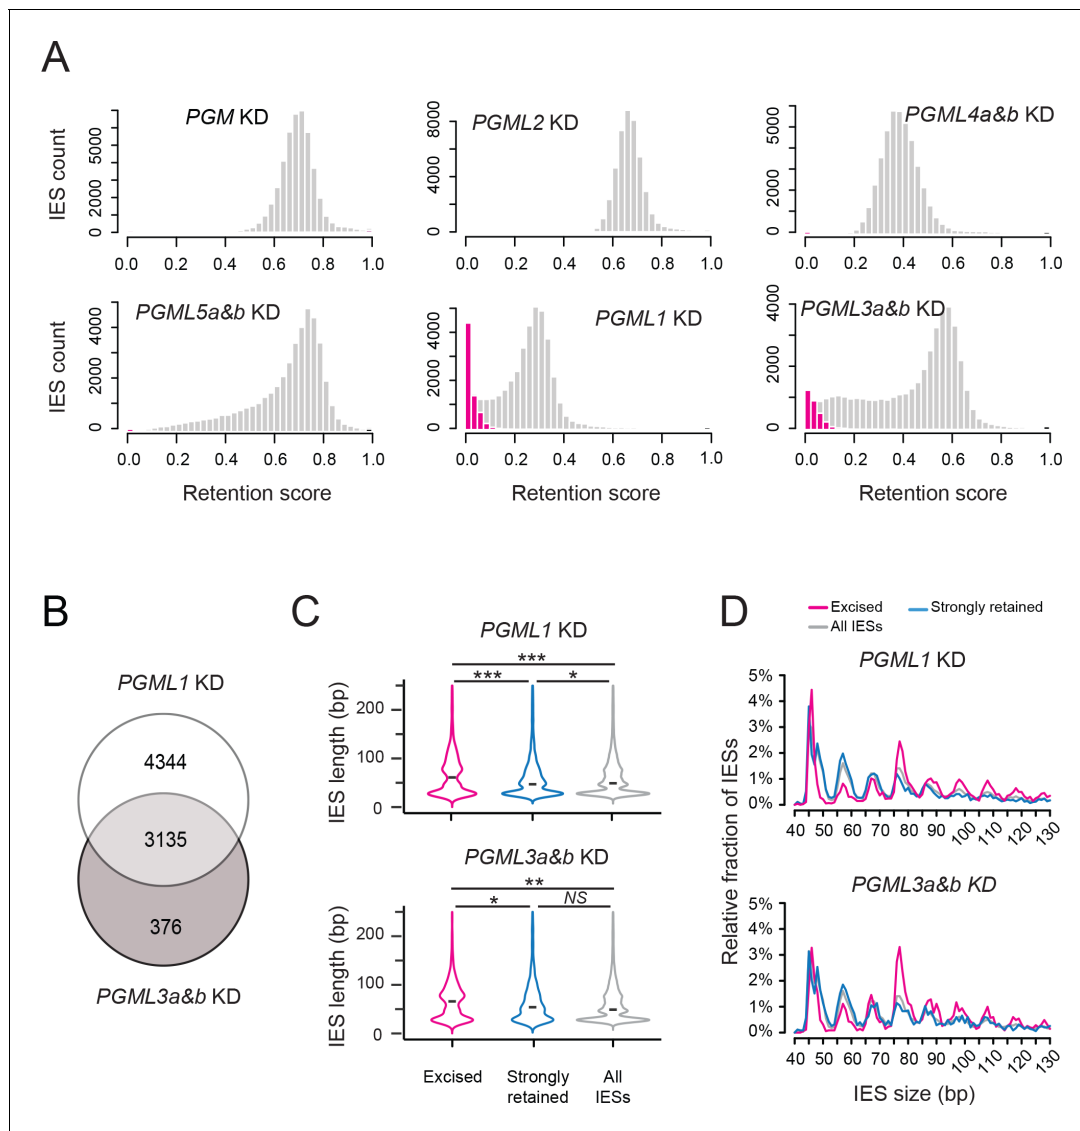 A
PGM KD
IES count
0 2000 5000
0.0 0.2 0.4 0.6 0.8 1.0
PGML2 KD
0 4000 8000
0.0 0.2 0.4 0.6 0.8 1.0
PGML4a&b KD
0 2000 5000
0.0 0.2 0.4 0.6 0.8 1.0
PGML5a&b KD
IES count
0 2000 4000
0.0 0.2 0.4 0.6 0.8 1.0
Retention score
PGML1 KD
0 2000 4000
0.0 0.2 0.4 0.6 0.8 1.0
Retention score
PGML3a&b KD
0 2000 4000
0.0 0.2 0.4 0.6 0.8 1.0
Retention score
B
PGML1 KD
4344
3135
376
PGML3a&b KD
C
PGML1 KD
***
*** *
IES length (bp)
200
100
0
PGML3a&b KD
**
* NS
IES length (bp)
200
100
0
Excised
Strongly
retained
All
IESs
D
Excised
Strongly retained
All IESs
PGML1 KD
Relative fraction of IESs
5%
4%
3%
2%
1%
0%
40 50 60 70 80 90 100 110 120 130
PGML3a&b KD
5%
4%
3%
2%
1%
0%
40 50 60 70 80 90 100 110 120 130
IES size (bp)